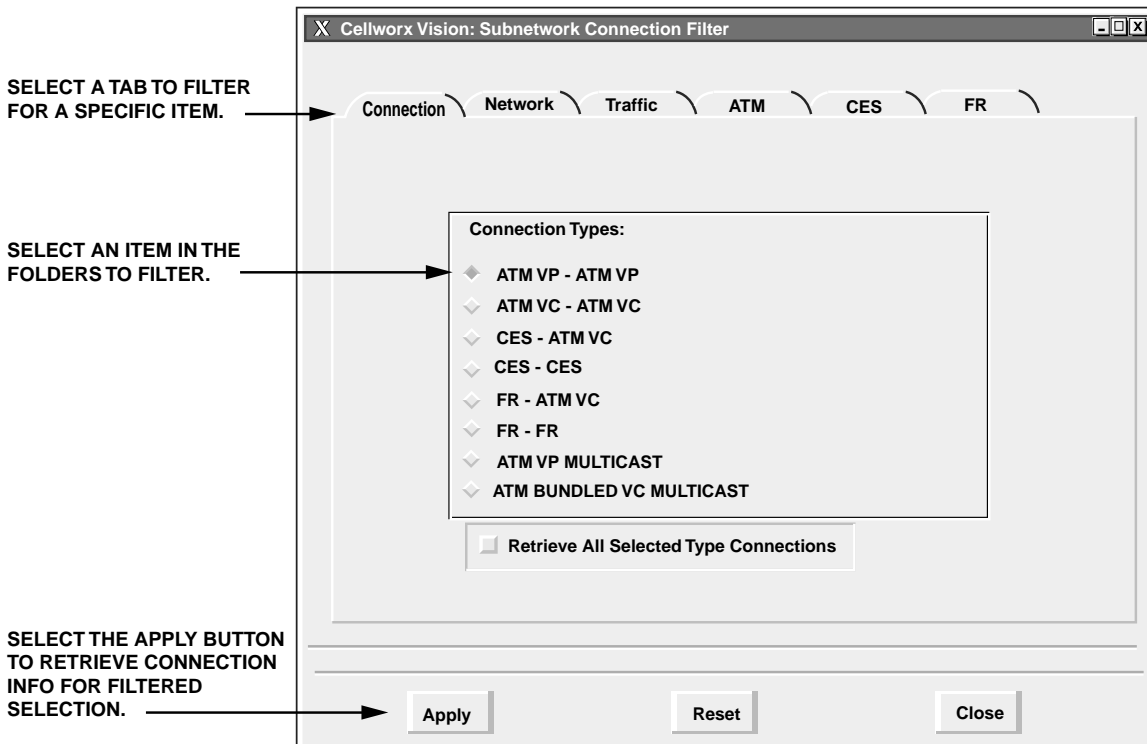 X Cellworx Vision: Subnetwork Connection Filter
SELECT A TAB TO FILTER
FOR A SPECIFIC ITEM.
Connection Network Traffic ATM CES FR
SELECT AN ITEM IN THE
FOLDERS TO FILTER.
Connection Types:
ATM VP - ATM VP
ATM VC - ATM VC
CES - ATM VC
CES - CES
FR - ATM VC
FR - FR
ATM VP MULTICAST
ATM BUNDLED VC MULTICAST
Retrieve All Selected Type Connections
SELECT THE APPLY BUTTON
TO RETRIEVE CONNECTION
INFO FOR FILTERED
SELECTION.
Apply Reset Close